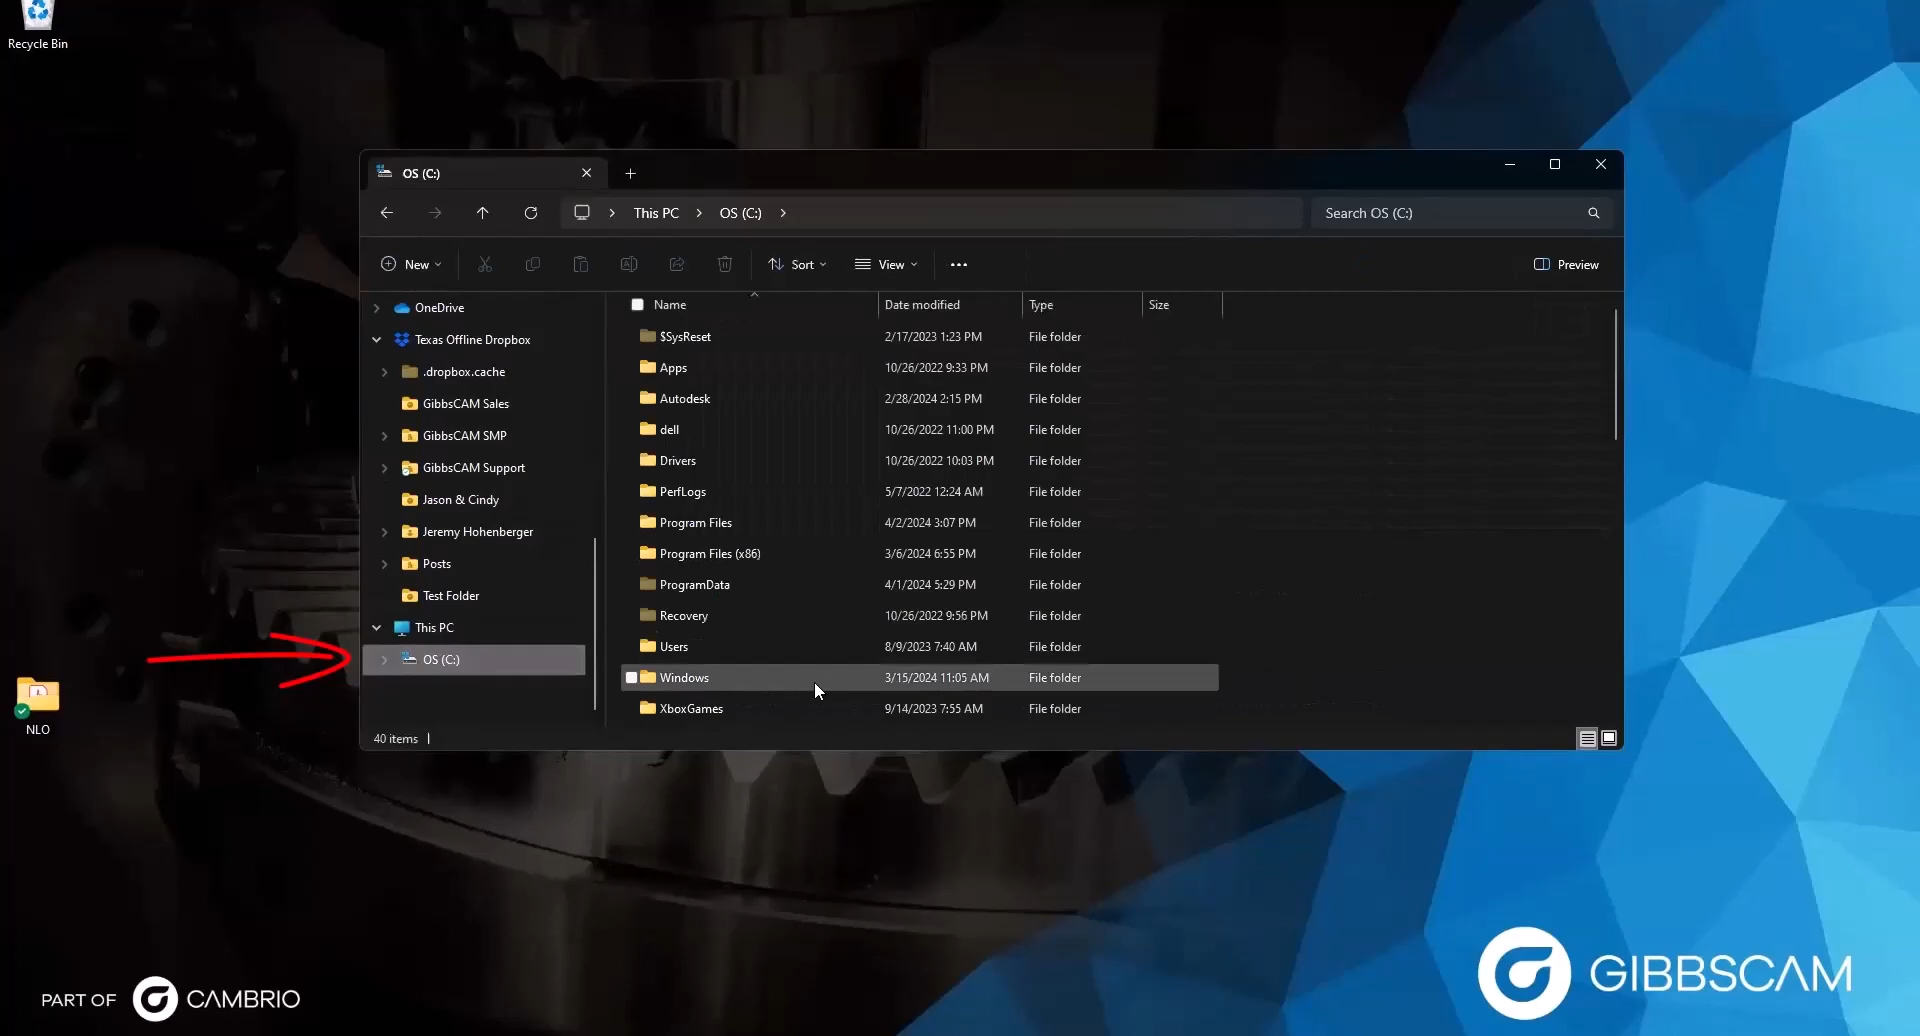 Recycle Bin
OS (C:)
This PC
OS (C:)
Search OS (C:)
New
Sort
View
Preview
OneDrive
Texas Offline Dropbox
.dropbox.cache
GibbsCAM Sales
GibbsCAM SMP
GibbsCAM Support
Jason & Cindy
Jeremy Hohenberger
Posts
Test Folder
This PC
OS (C:)
Name Date modified Type Size
$SysReset 2/17/2023 1:23 PM File folder
Apps 10/26/2022 9:33 PM File folder
Autodesk 2/28/2024 2:15 PM File folder
dell 10/26/2022 11:00 PM File folder
Drivers 10/26/2022 10:03 PM File folder
PerfLogs 5/7/2022 12:24 AM File folder
Program Files 4/2/2024 3:07 PM File folder
Program Files (x86) 3/6/2024 6:55 PM File folder
ProgramData 4/1/2024 5:29 PM File folder
Recovery 10/26/2022 9:56 PM File folder
Users 8/9/2023 7:40 AM File folder
Windows 3/15/2024 11:05 AM File folder
XboxGames 9/14/2023 7:55 AM File folder
40 items
NLO
PART OF CAMBRIO
GIBBSCAM